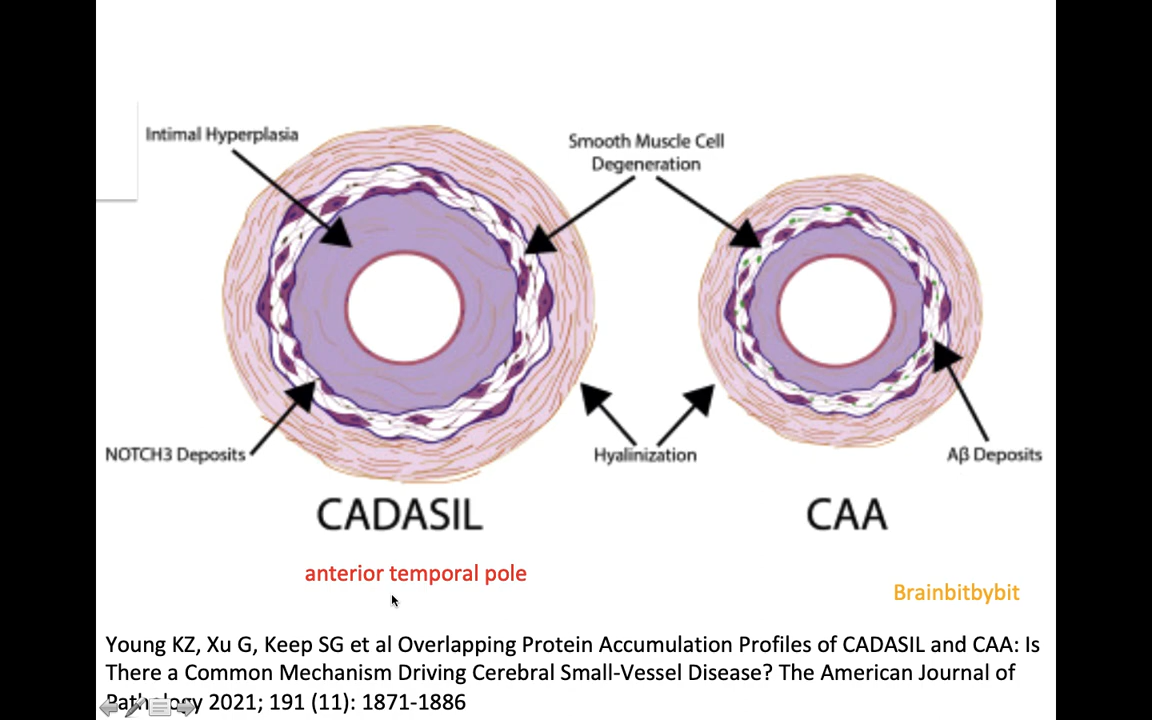 Intimal Hyperplasia
Smooth Muscle Cell
Degeneration
NOTCH3 Deposits
Hyalinization
Aβ Deposits
CADASIL
CAA
anterior temporal pole
Brainbitbybit
Young KZ, Xu G, Keep SG et al Overlapping Protein Accumulation Profiles of CADASIL and CAA: Is
There a Common Mechanism Driving Cerebral Small-Vessel Disease? The American Journal of
Pathology 2021; 191 (11): 1871-1886